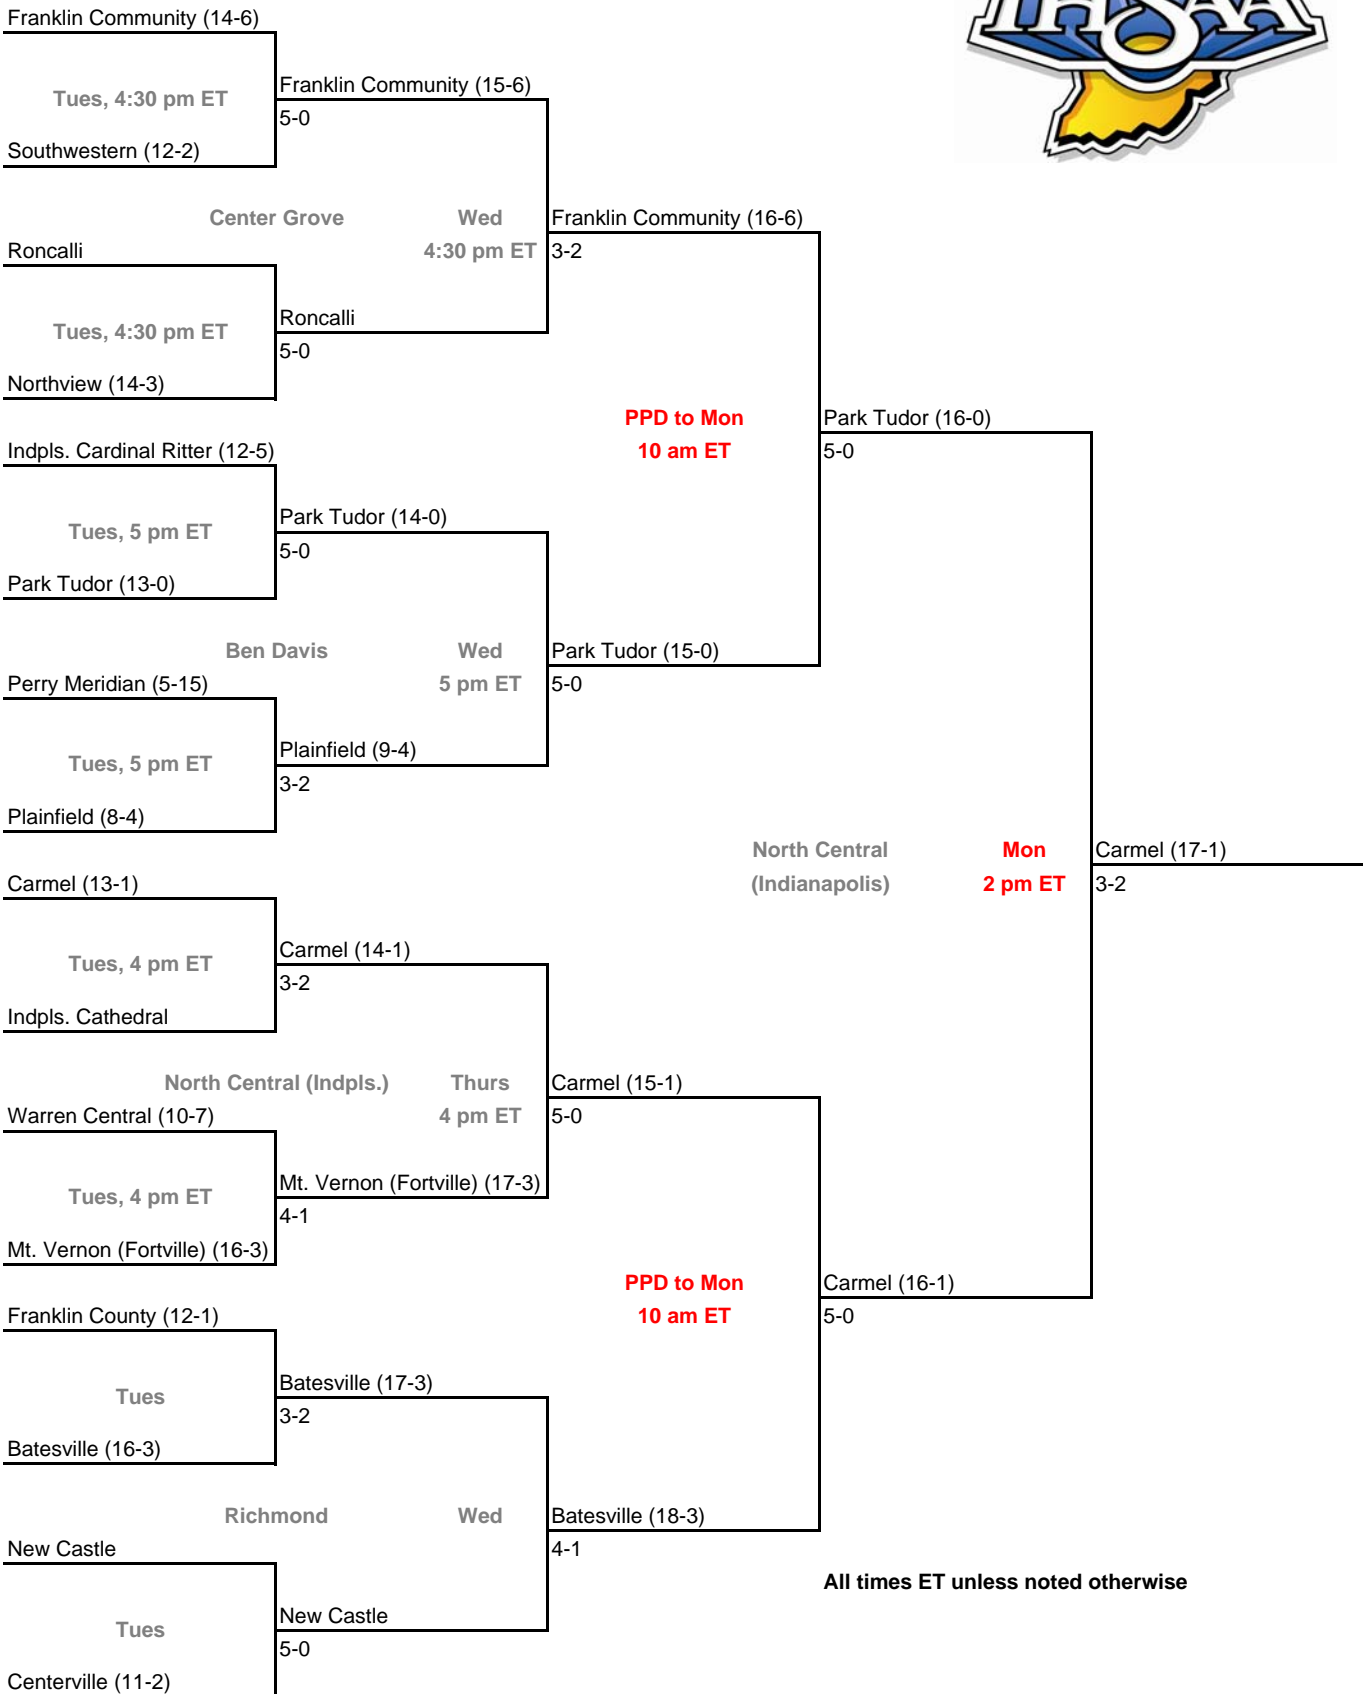 IHSAA
Franklin Community (14-6)
Tues, 4:30 pm ET
Franklin Community (15-6)
5-0
Southwestern (12-2)
Center Grove
Wed
4:30 pm ET
Franklin Community (16-6)
3-2
Roncalli
Tues, 4:30 pm ET
Roncalli
5-0
Northview (14-3)
PPD to Mon
10 am ET
Park Tudor (16-0)
5-0
Indpls. Cardinal Ritter (12-5)
Tues, 5 pm ET
Park Tudor (14-0)
5-0
Park Tudor (13-0)
Ben Davis
Wed
5 pm ET
Park Tudor (15-0)
5-0
Perry Meridian (5-15)
Tues, 5 pm ET
Plainfield (9-4)
3-2
Plainfield (8-4)
North Central
(Indianapolis)
Mon
2 pm ET
Carmel (17-1)
3-2
Carmel (13-1)
Tues, 4 pm ET
Carmel (14-1)
3-2
Indpls. Cathedral
North Central (Indpls.)
Thurs
4 pm ET
Carmel (15-1)
5-0
Warren Central (10-7)
Tues, 4 pm ET
Mt. Vernon (Fortville) (17-3)
4-1
Mt. Vernon (Fortville) (16-3)
PPD to Mon
10 am ET
Carmel (16-1)
5-0
Franklin County (12-1)
Tues
Batesville (17-3)
3-2
Batesville (16-3)
Richmond
Wed
Batesville (18-3)
4-1
New Castle
All times ET unless noted otherwise
Tues
New Castle
5-0
Centerville (11-2)